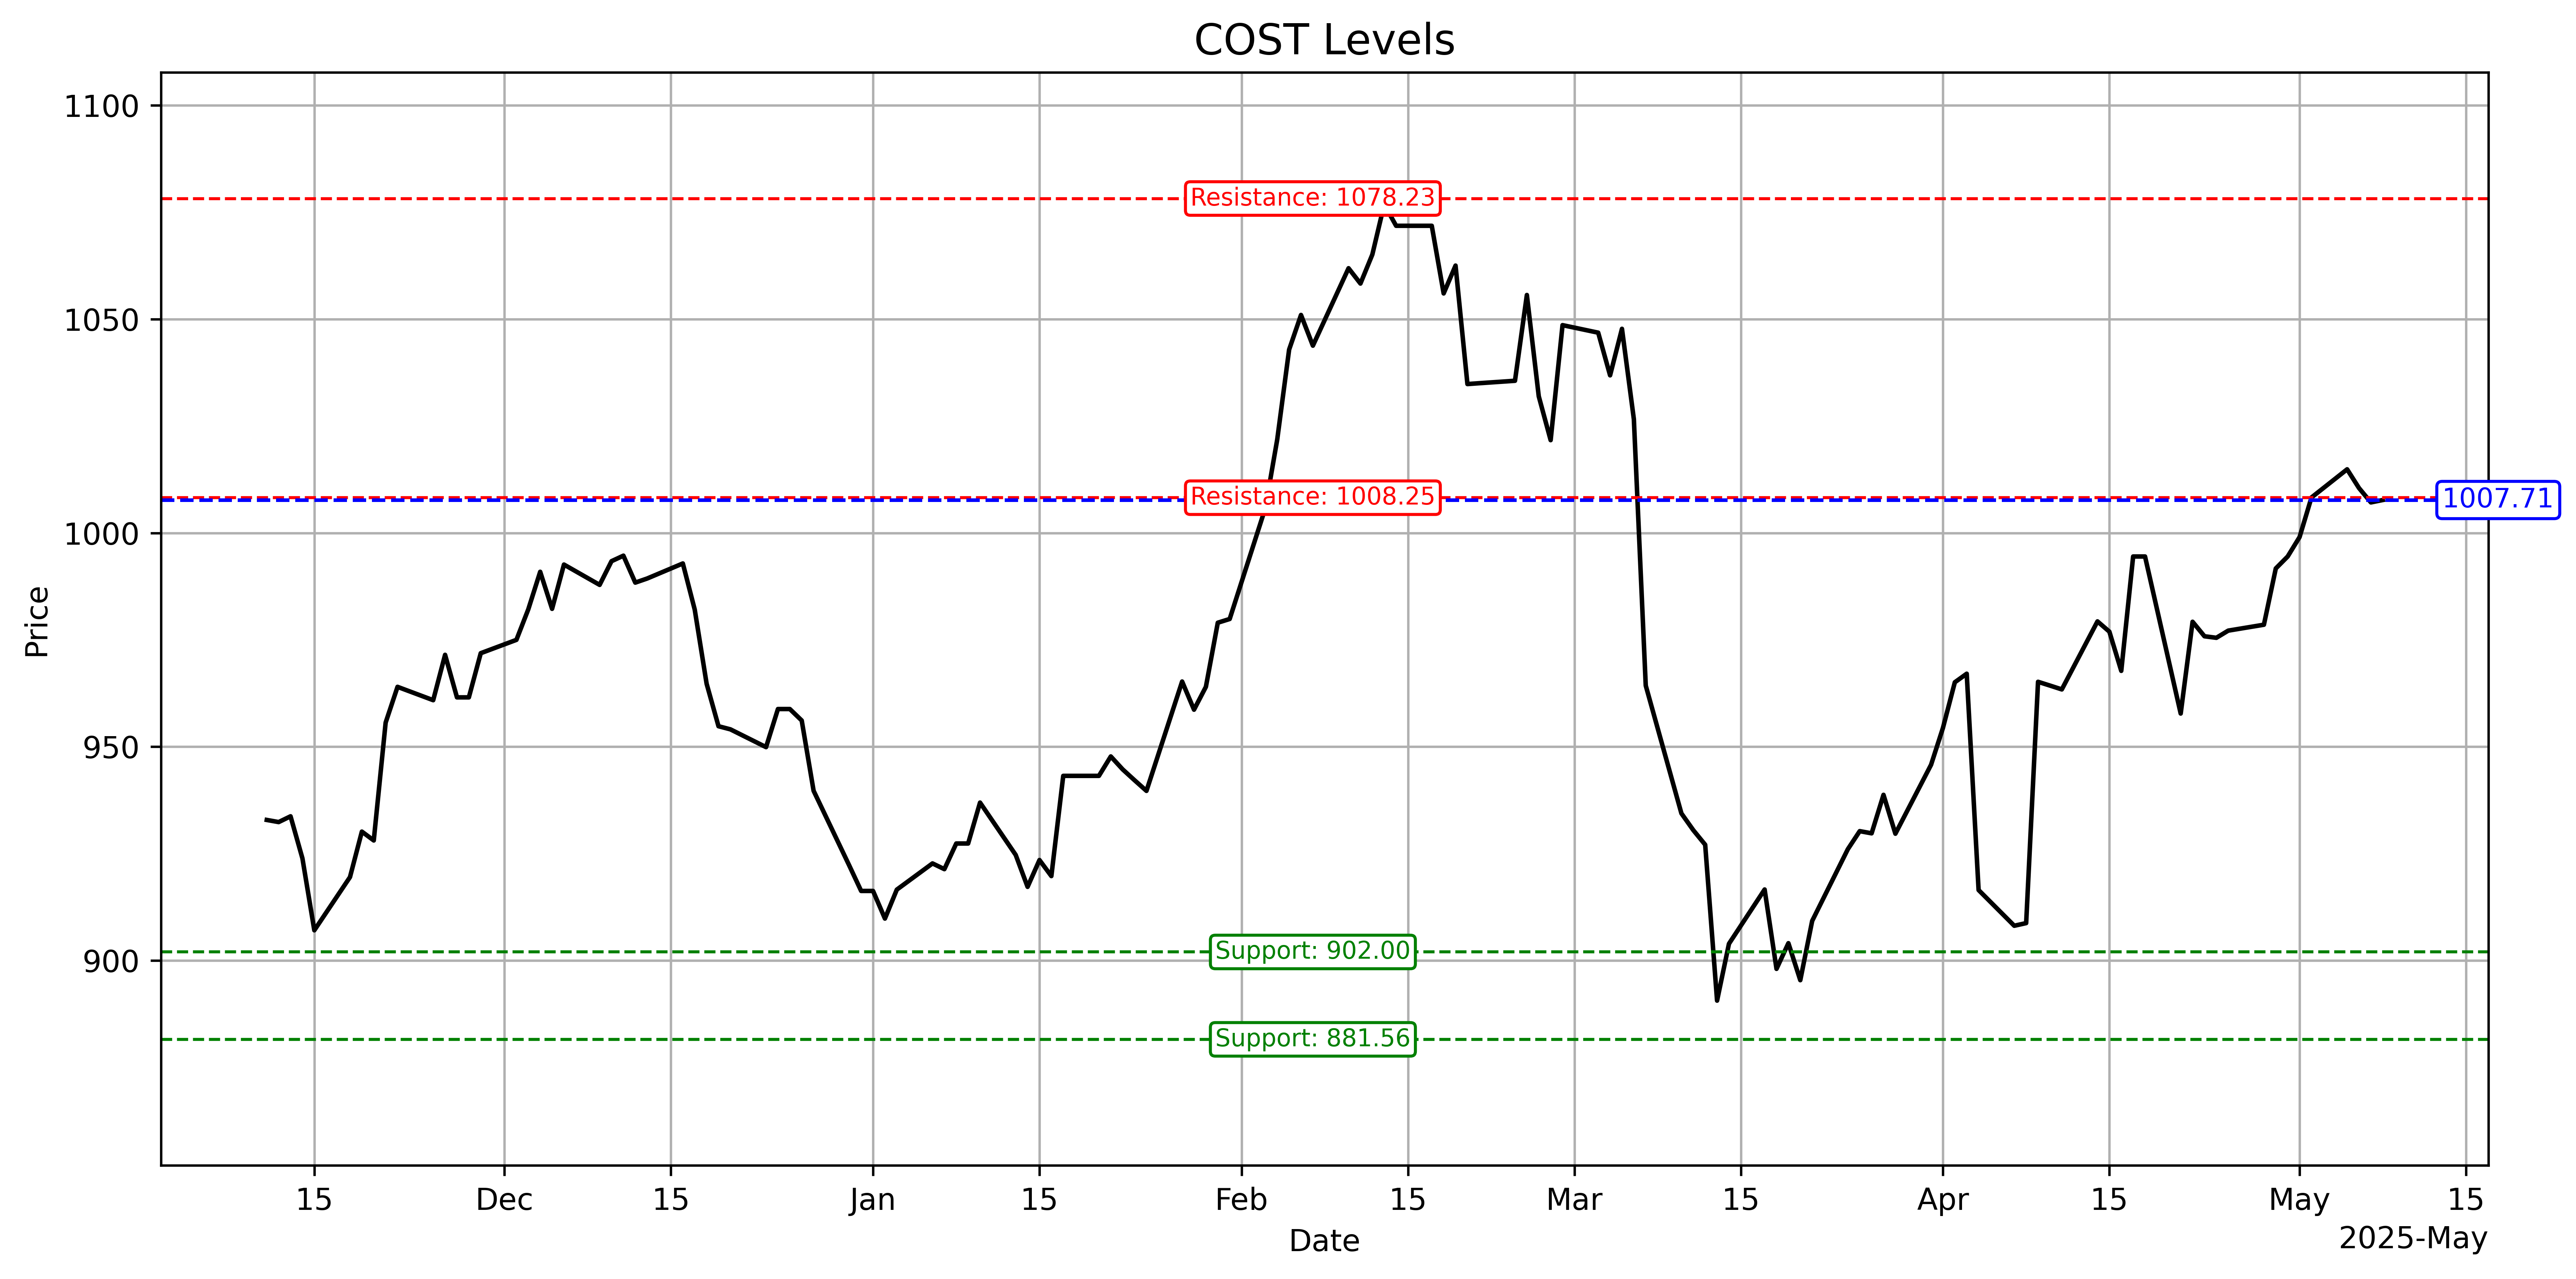 COST Levels
1100
1050
1000
950
900
Price
Resistance: 1078.23
Resistance: 1008.25
1007.71
Support: 902.00
Support: 881.56
15 Dec 15 Jan 15 Feb 15 Mar 15 Apr 15 May 15
Date
2025-May